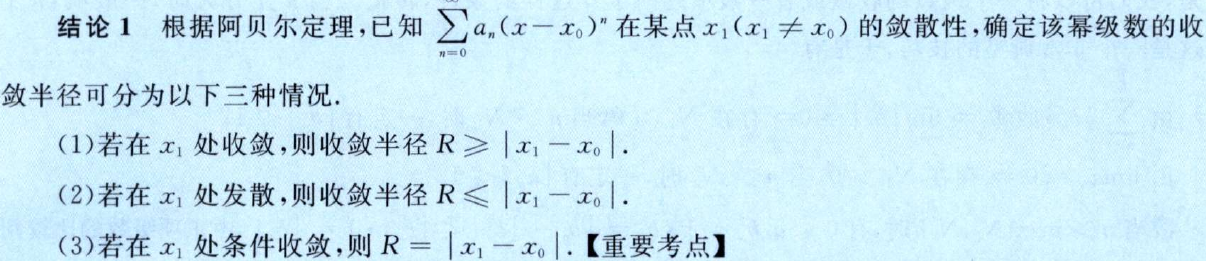 结论 1 根据阿贝尔定理,已知 $\sum_{n=0}^{\infty} a_n(x-x_0)^n$ 在某点 $x_1(x_1 \neq x_0)$ 的敛散性,确定该幂级数的收
敛半径可分为以下三种情况.
(1)若在 $x_1$ 处收敛,则收敛半径 $R \geqslant |x_1-x_0|$.
(2)若在 $x_1$ 处发散,则收敛半径 $R \leqslant |x_1-x_0|$.
(3)若在 $x_1$ 处条件收敛,则 $R = |x_1-x_0|$.【重要考点】